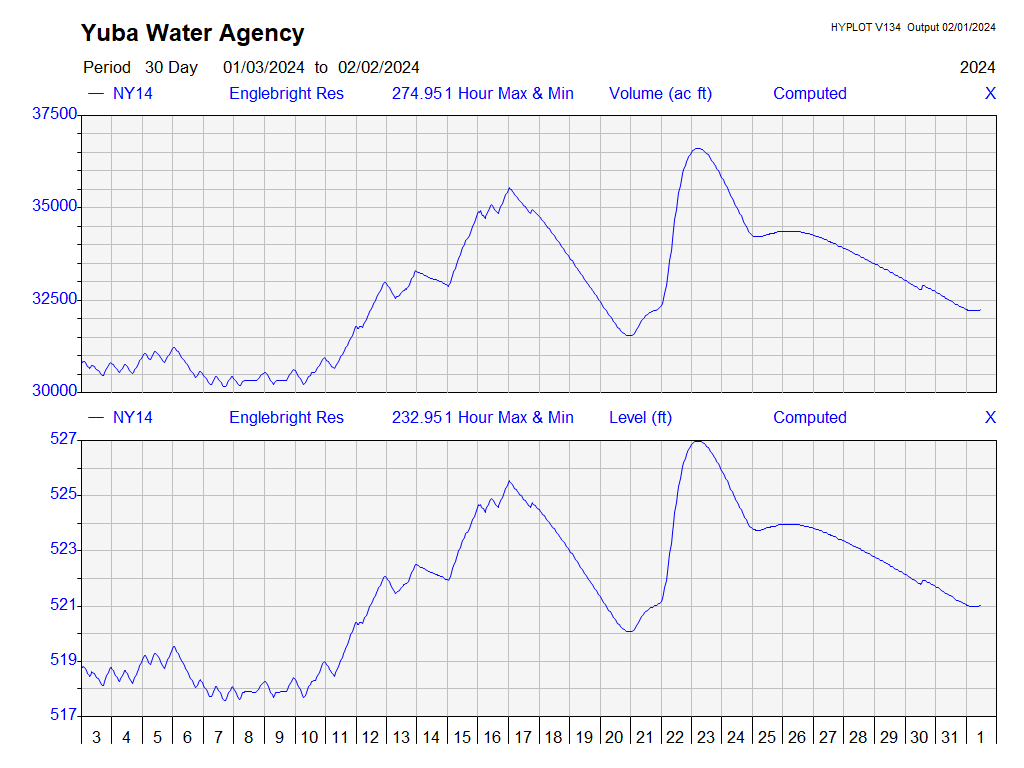 Yuba Water Agency
HYPLOT V134 Output 02/01/2024
Period 30 Day 01/03/2024 to 02/02/2024 2024
NY14 Englebright Res 274.951 Hour Max & Min Volume (ac ft) Computed X
37500
35000
32500
30000
NY14 Englebright Res 232.951 Hour Max & Min Level (ft) Computed X
527
525
523
521
519
517
3 4 5 6 7 8 9 10 11 12 13 14 15 16 17 18 19 20 21 22 23 24 25 26 27 28 29 30 31 1